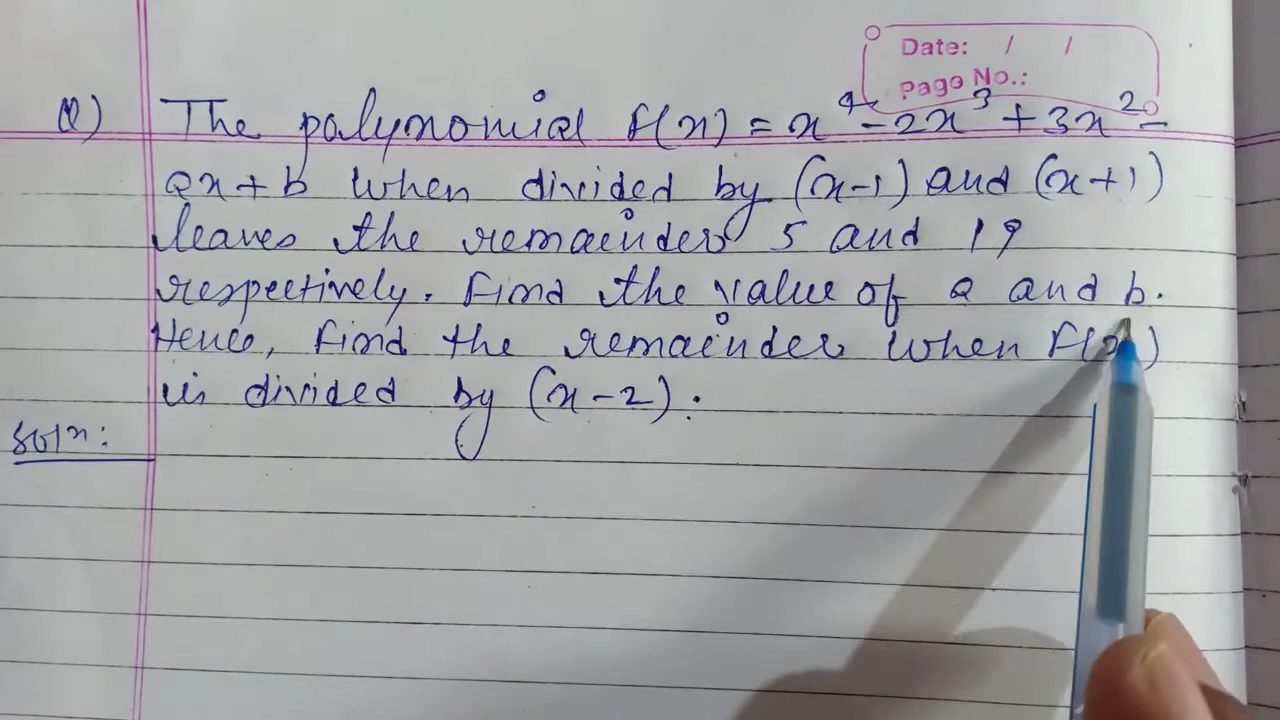 Date: / /
Page No.:
Q) The polynomial f(x) = x⁴ - 2x³ + 3x² -
ax + b when divided by (x-1) and (x+1)
leaves the remainder 5 and 19
respectively. Find the value of a and b.
Hence, find the remainder when f(x)
is divided by (x-2).
Soln: